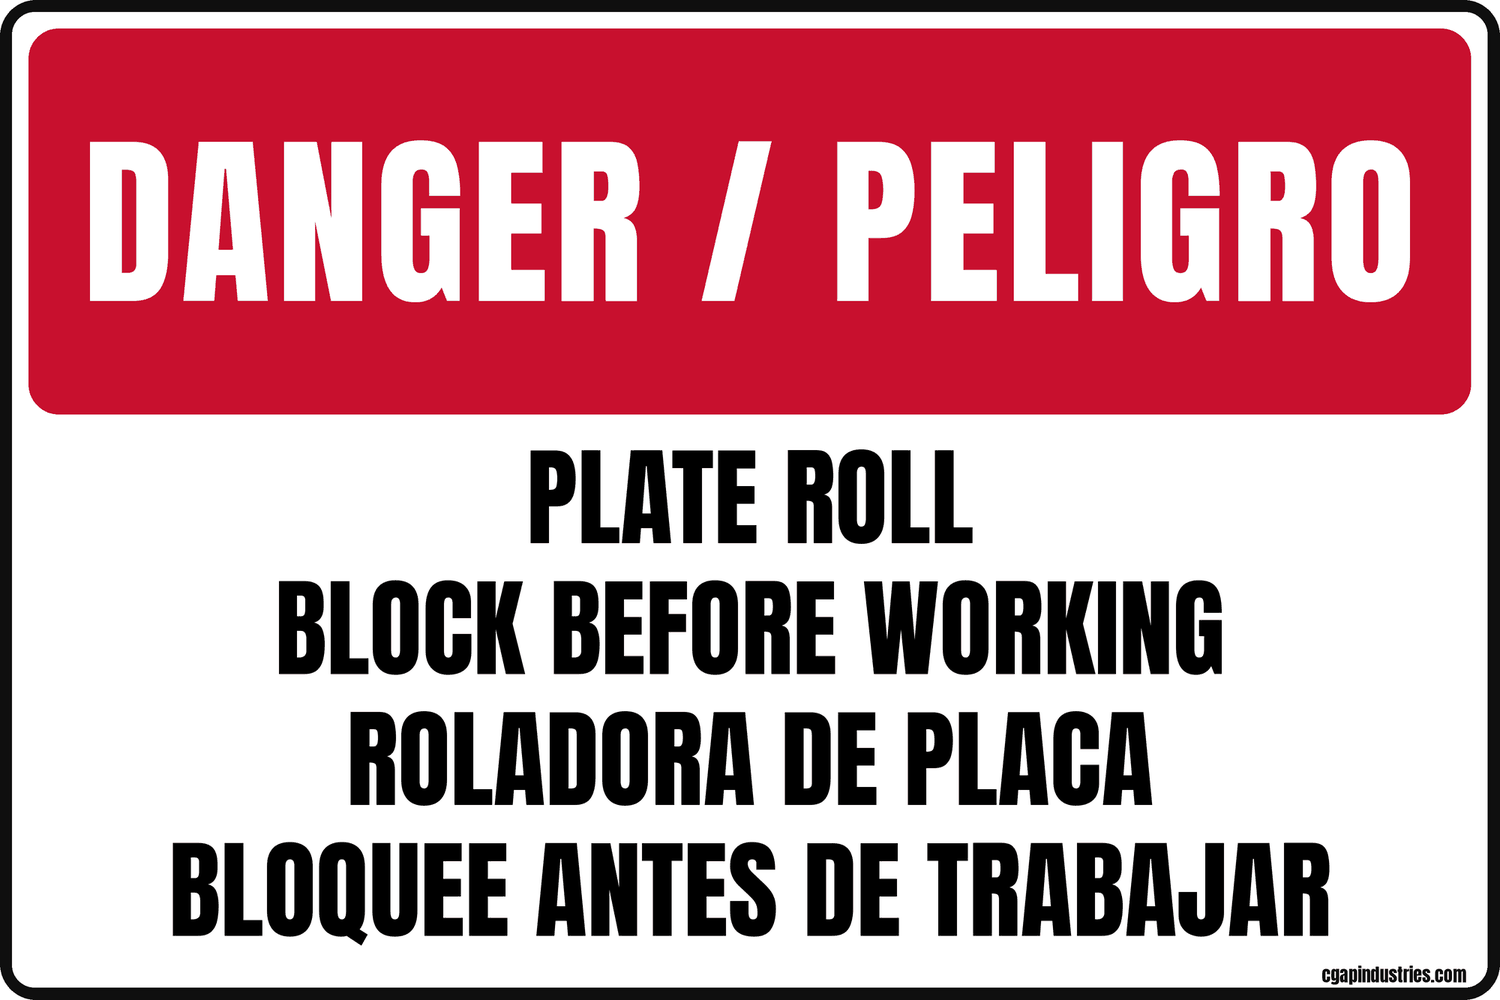 DANGER / PELIGRO
PLATE ROLL
BLOCK BEFORE WORKING
ROLADORA DE PLACA
BLOQUEE ANTES DE TRABAJAR
cgapindustries.com